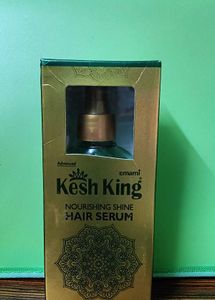 Advanced
emami
Kesh King
NOURISHING SHINE
HAIR SERUM